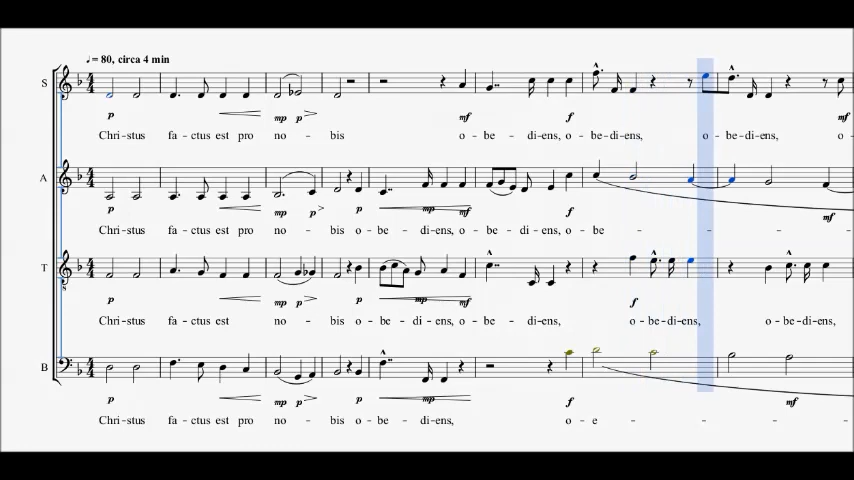 ♩= 80, circa 4 min
S
p mp p mf f mf
Chri – stus fa – ctus est pro no – bis o – be – di – ens, o – be – di – ens, o – be – di – ens, o –
A
p mp p p mp mf f mf
Chri – stus fa – ctus est pro no – bis o – be – di – ens, o – be – di – ens, o – be – – –
T
8
p mp p p mp mf f
Chri – stus fa – ctus est no – bis o – be – di – ens, o – be – di – ens, o – be – di – ens, o – be – di – ens,
B
p mp p p mp f mf
Chri – stus fa – ctus est pro no – bis o – be – di – ens, o – e – – – –